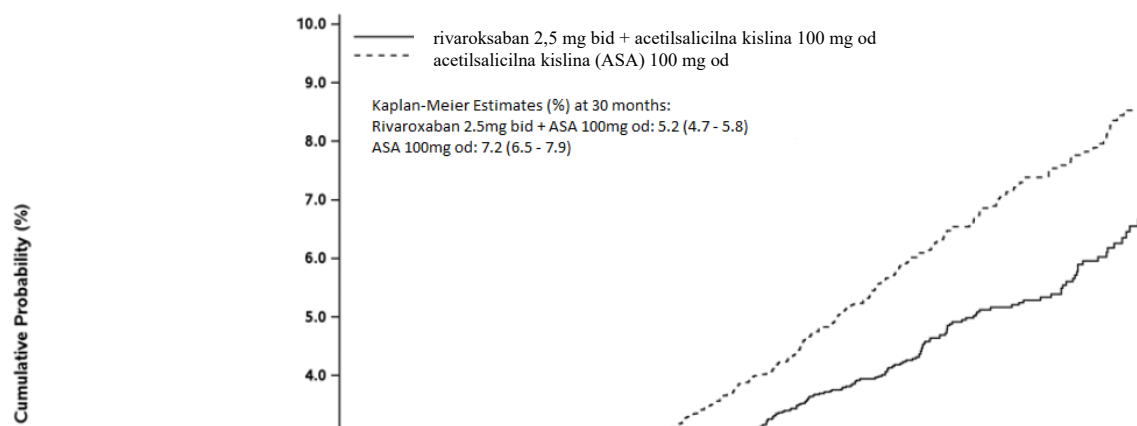 10.0
rivaroksaban 2,5 mg bid + acetilsalicilna kislina 100 mg od
acetilsalicilna kislina (ASA) 100 mg od
9.0
Kaplan-Meier Estimates (%) at 30 months:
Rivaroxaban 2.5mg bid + ASA 100mg od: 5.2 (4.7 - 5.8)
ASA 100mg od: 7.2 (6.5 - 7.9)
8.0
7.0
6.0
5.0
4.0
Cumulative Probability (%)